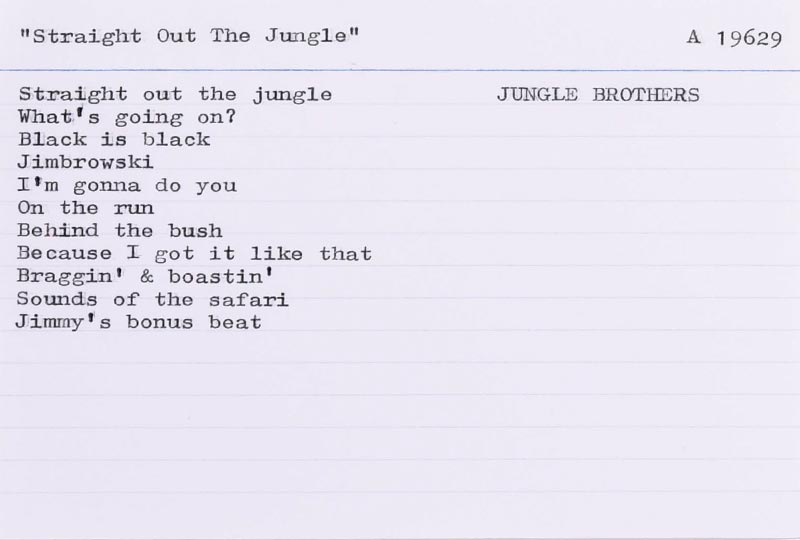 "Straight Out The Jungle" A 19629
Straight out the jungle JUNGLE BROTHERS
What's going on?
Black is black
Jimbrowski
I'm gonna do you
On the run
Behind the bush
Because I got it like that
Braggin' & boastin'
Sounds of the safari
Jimmy's bonus beat